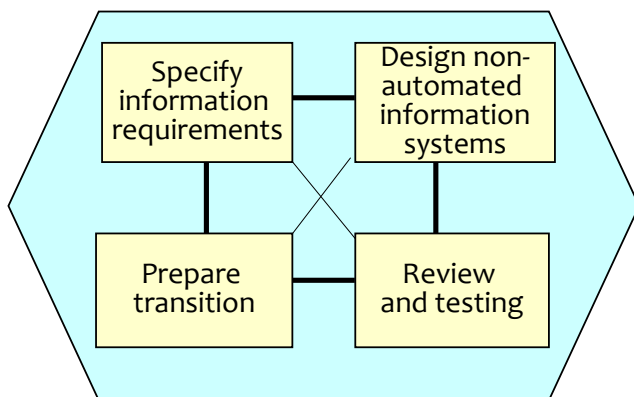 Specify
information
requirements
Design non-
automated
information
systems
Prepare
transition
Review
and testing